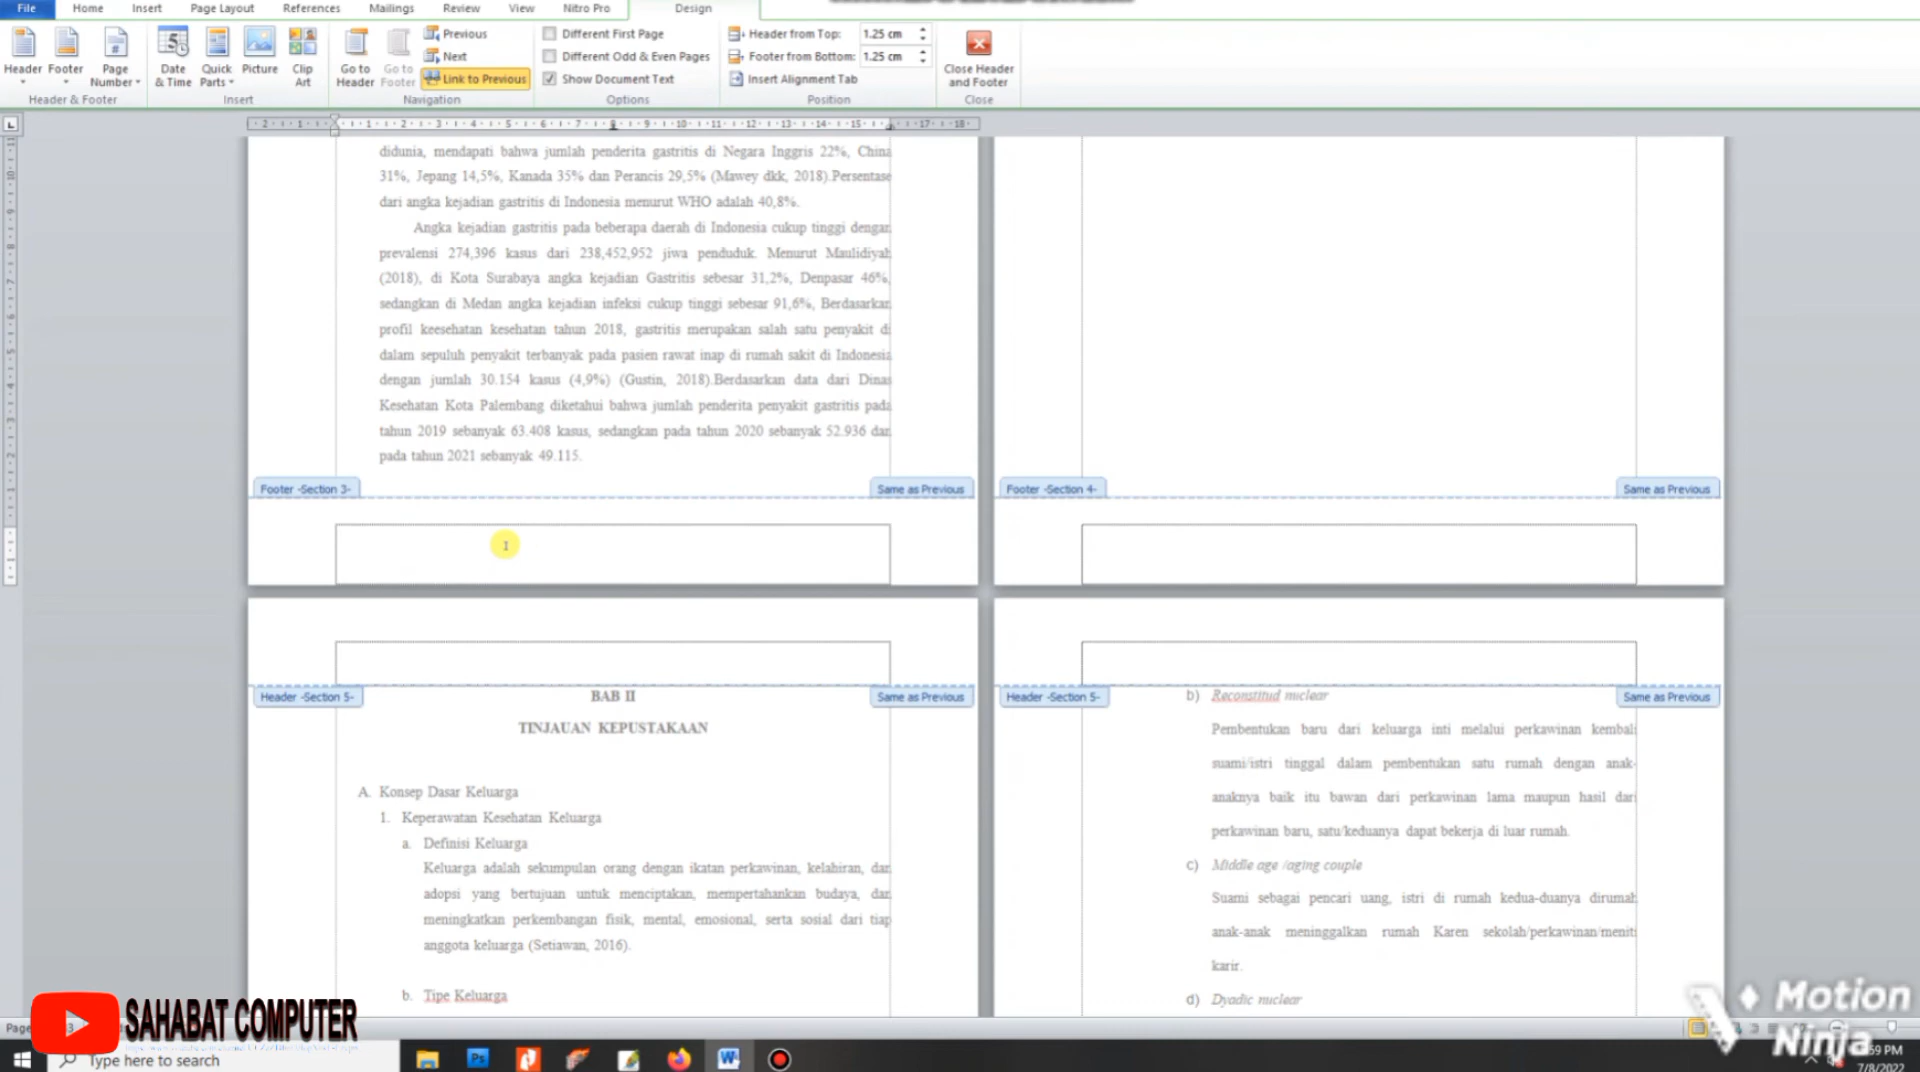 File Home Insert Page Layout References Mailings Review View Nitro Pro Design
Header Footer Page Number
Header & Footer
Date & Time Quick Parts Picture Clip Art
Insert
Go to Header Go to Footer Previous Next Link to Previous
Navigation
Different First Page
Different Odd & Even Pages
Show Document Text
Options
Header from Top: 1.25 cm
Footer from Bottom: 1.25 cm
Insert Alignment Tab
Position
Close Header and Footer
Close
didunia, mendapati bahwa jumlah penderita gastritis di Negara Inggris 22%, China
31%, Jepang 14,5%, Kanada 35% dan Perancis 29,5% (Mawey dkk, 2018).Persentase
dari angka kejadian gastritis di Indonesia menurut WHO adalah 40,8%.
Angka kejadian gastritis pada beberapa daerah di Indonesia cukup tinggi dengan
prevalensi 274,396 kasus dari 238,452,952 jiwa penduduk. Menurut Maulidiyah
(2018), di Kota Surabaya angka kejadian Gastritis sebesar 31,2%, Denpasar 46%,
sedangkan di Medan angka kejadian infeksi cukup tinggi sebesar 91,6%, Berdasarkan
profil keesehatan kesehatan tahun 2018, gastritis merupakan salah satu penyakit di
dalam sepuluh penyakit terbanyak pada pasien rawat inap di rumah sakit di Indonesia
dengan jumlah 30.154 kasus (4,9%) (Gustin, 2018).Berdasarkan data dari Dinas
Kesehatan Kota Palembang diketahui bahwa jumlah penderita penyakit gastritis pada
tahun 2019 sebanyak 63.408 kasus, sedangkan pada tahun 2020 sebanyak 52.936 dan
pada tahun 2021 sebanyak 49.115.
Footer -Section 3- Same as Previous
Footer -Section 4- Same as Previous
Header -Section 5- Same as Previous
BAB II
TINJAUAN KEPUSTAKAAN
A. Konsep Dasar Keluarga
1. Keperawatan Kesehatan Keluarga
a. Definisi Keluarga
Keluarga adalah sekumpulan orang dengan ikatan perkawinan, kelahiran, dan
adopsi yang bertujuan untuk menciptakan, mempertahankan budaya, dan
meningkatkan perkembangan fisik, mental, emosional, serta sosial dari tiap
anggota keluarga (Setiawan, 2016).
b. Tipe Keluarga
Header -Section 5- Same as Previous
b) Reconstitud nuclear
Pembentukan baru dari keluarga inti melalui perkawinan kembali
suami/istri tinggal dalam pembentukan satu rumah dengan anak-
anaknya baik itu bawan dari perkawinan lama maupun hasil dari
perkawinan baru, satu/keduanya dapat bekerja di luar rumah.
c) Middle age /aging couple
Suami sebagai pencari uang, istri di rumah kedua-duanya dirumah
anak-anak meninggalkan rumah Karen sekolah/perkawinan/meniti
karir.
d) Dyadic nuclear
SAHABAT COMPUTER
Motion Ninja
Type here to search
7/8/2022